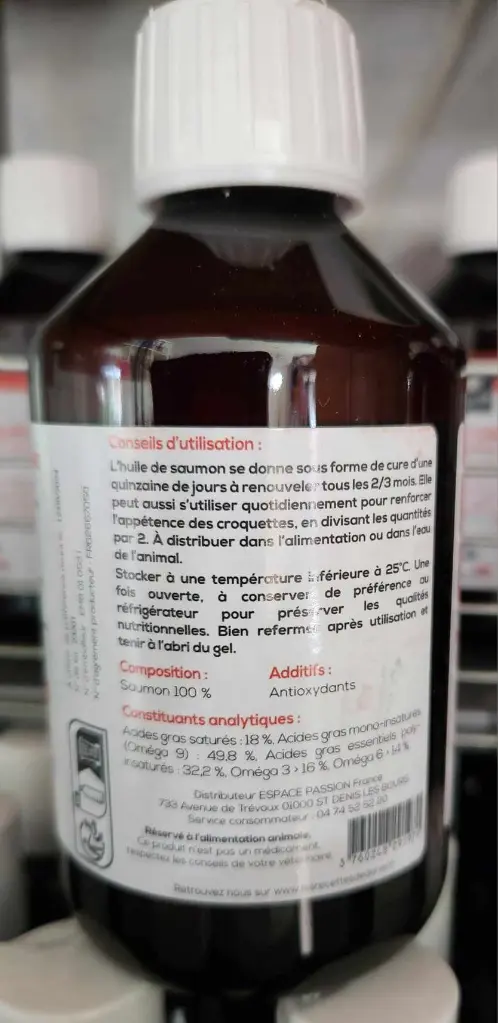 Conseils d'utilisation :
L'huile de saumon se donne sous forme de cure d'une
quinzaine de jours à renouveler tous les 2/3 mois. Elle
peut aussi s'utiliser quotidiennement pour renforcer
l'appétence des croquettes, en divisant les quantités
par 2. À distribuer dans l'alimentation ou dans l'eau
de l'animal.
Stocker à une température inférieure à 25°C. Une
fois ouverte, à conserver de préférence au
réfrigérateur pour préserver les qualités
nutritionnelles. Bien refermer après utilisation et
tenir à l'abri du gel.
Composition :
Saumon 100 %
Additifs :
Antioxydants
Constituants analytiques :
Acides gras saturés : 18 %, Acides gras mono-insaturés
(Oméga 9) : 49,8 %, Acides gras essentiels poly-
insaturés : 32,2 %, Oméga 3 > 16 %, Oméga 6 > 14 %
Distributeur ESPACE PASSION France
733 Avenue de Trévoux 01000 ST DENIS LES BOURG
Service consommateur : 04 74 52 52 20
Réservé à l'alimentation animale.
Ce produit n'est pas un médicament,
respectez les conseils de votre vétérinaire
Retrouvez nous sur